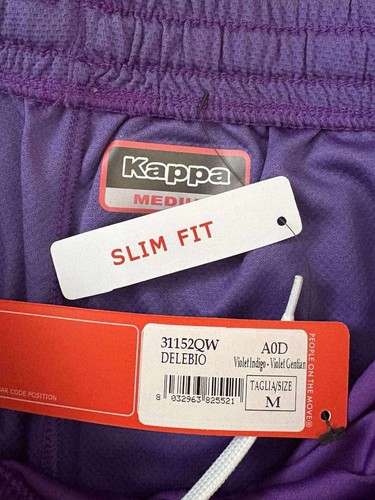 Kappa
SLIM FIT
31152QW
DELEBIO
A0D
Violet Indigo - Violet Gentian
TAGLIA/SIZE
M
8 032963 825521
PEOPLE ON THE MOVE®
BAR CODE POSITION